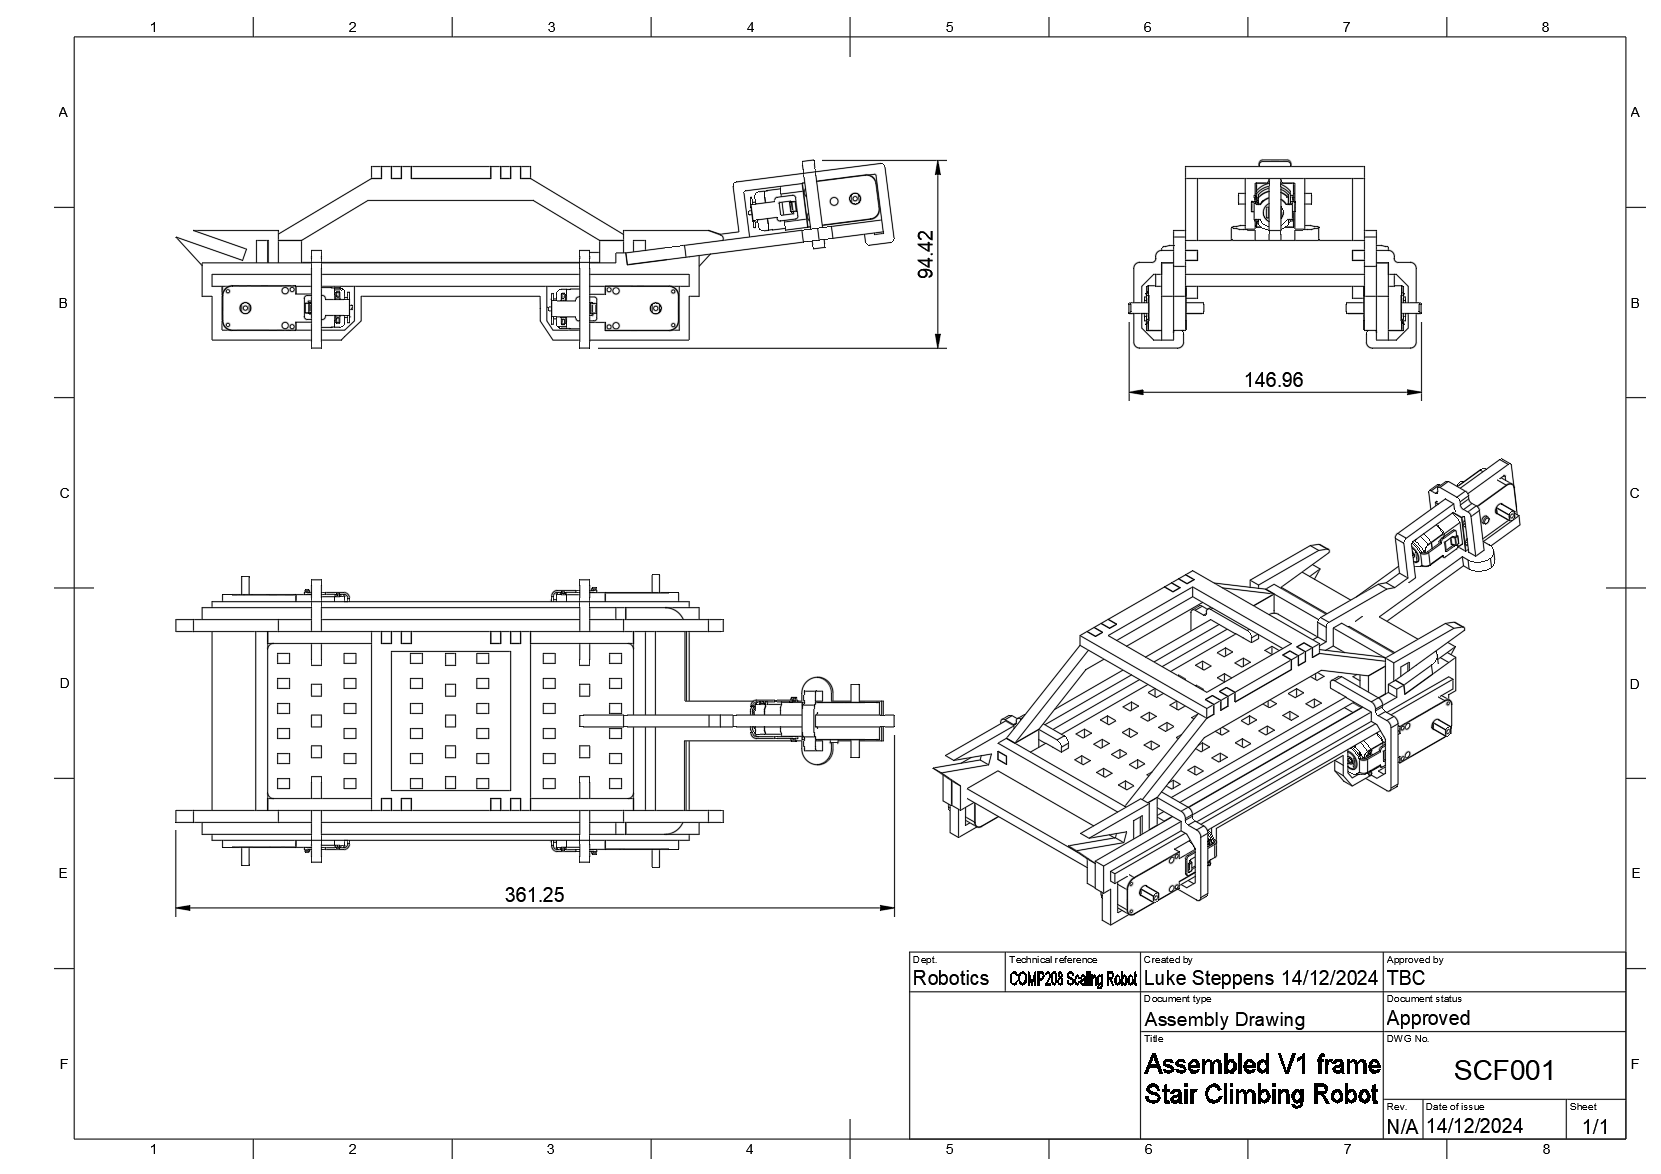 1 2 3 4 5 6 7 8
A A
94.42
B B
146.96
C C
D D
E E
361.25
Dept. Technical reference Created by Approved by
Robotics COMP208 Scaling Robot Luke Steppens 14/12/2024 TBC
Document type Document status
Assembly Drawing Approved
Title DWG No.
Assembled V1 frame
Stair Climbing Robot
SCF001
F F
Rev. Date of issue Sheet
N/A 14/12/2024 1/1
1 2 3 4 5 6 7 8